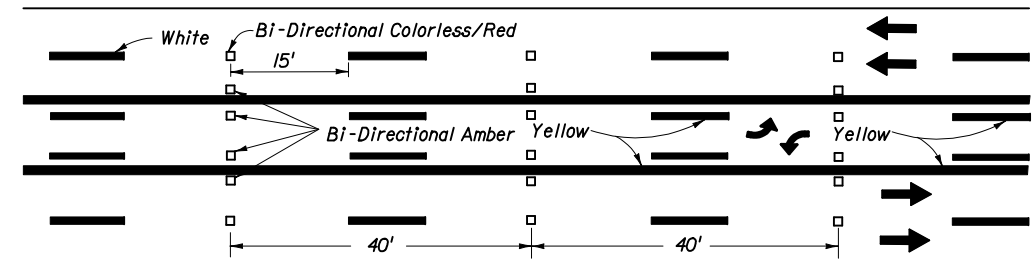 White
Bi-Directional Colorless/Red
15'
Bi-Directional Amber
Yellow
Yellow
40'
40'